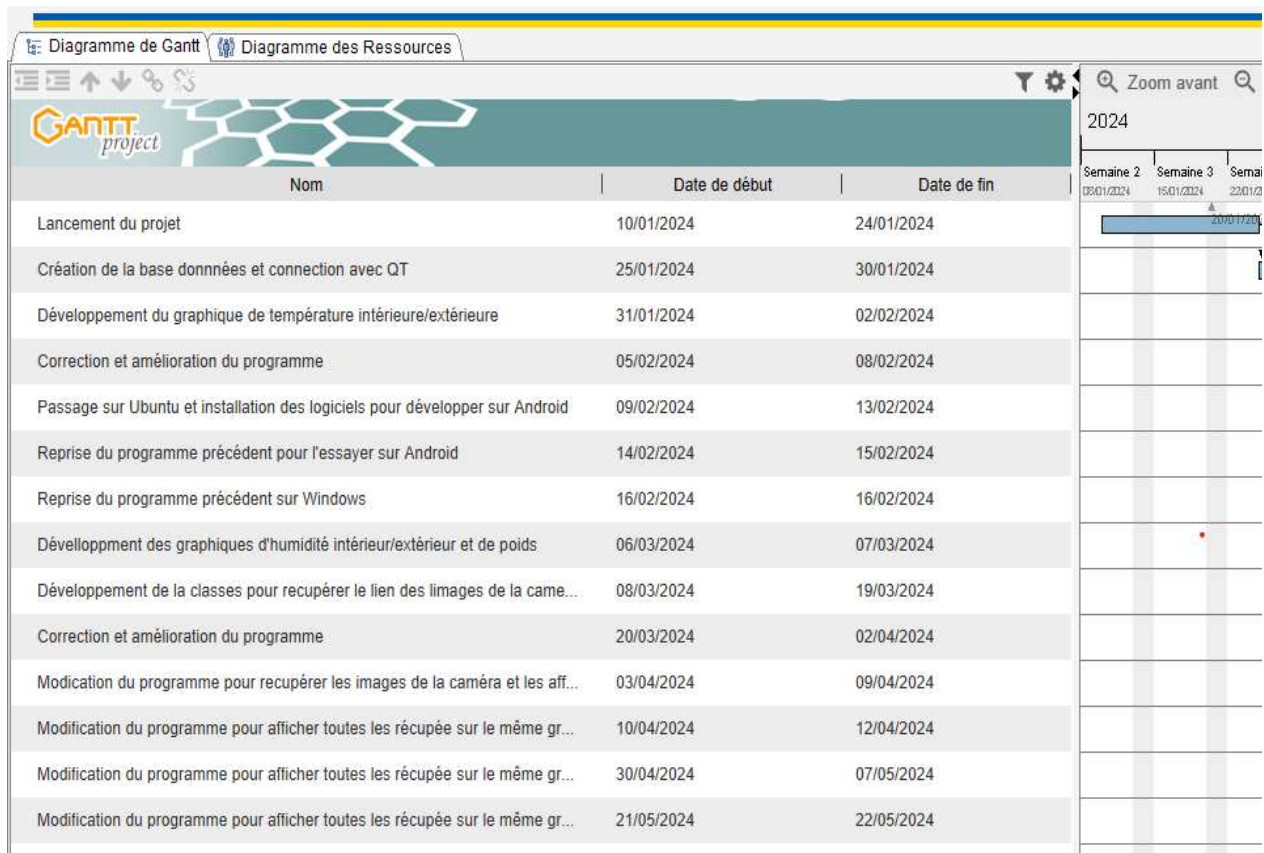 Diagramme de Gantt Diagramme des Ressources
Zoom avant
GANTT project
2024
Nom Date de début Date de fin
Semaine 2 Semaine 3 Semai
08/01/2024 15/01/2024 22/01/2
Lancement du projet 10/01/2024 24/01/2024
Création de la base donnnées et connection avec QT 25/01/2024 30/01/2024
Développement du graphique de température intérieure/extérieure 31/01/2024 02/02/2024
Correction et amélioration du programme 05/02/2024 08/02/2024
Passage sur Ubuntu et installation des logiciels pour développer sur Android 09/02/2024 13/02/2024
Reprise du programme précédent pour l'essayer sur Android 14/02/2024 15/02/2024
Reprise du programme précédent sur Windows 16/02/2024 16/02/2024
Dévelloppment des graphiques d'humidité intérieur/extérieur et de poids 06/03/2024 07/03/2024
Développement de la classes pour recupérer le lien des limages de la came... 08/03/2024 19/03/2024
Correction et amélioration du programme 20/03/2024 02/04/2024
Modication du programme pour recupérer les images de la caméra et les aff... 03/04/2024 09/04/2024
Modification du programme pour afficher toutes les récupée sur le même gr... 10/04/2024 12/04/2024
Modification du programme pour afficher toutes les récupée sur le même gr... 30/04/2024 07/05/2024
Modification du programme pour afficher toutes les récupée sur le même gr... 21/05/2024 22/05/2024